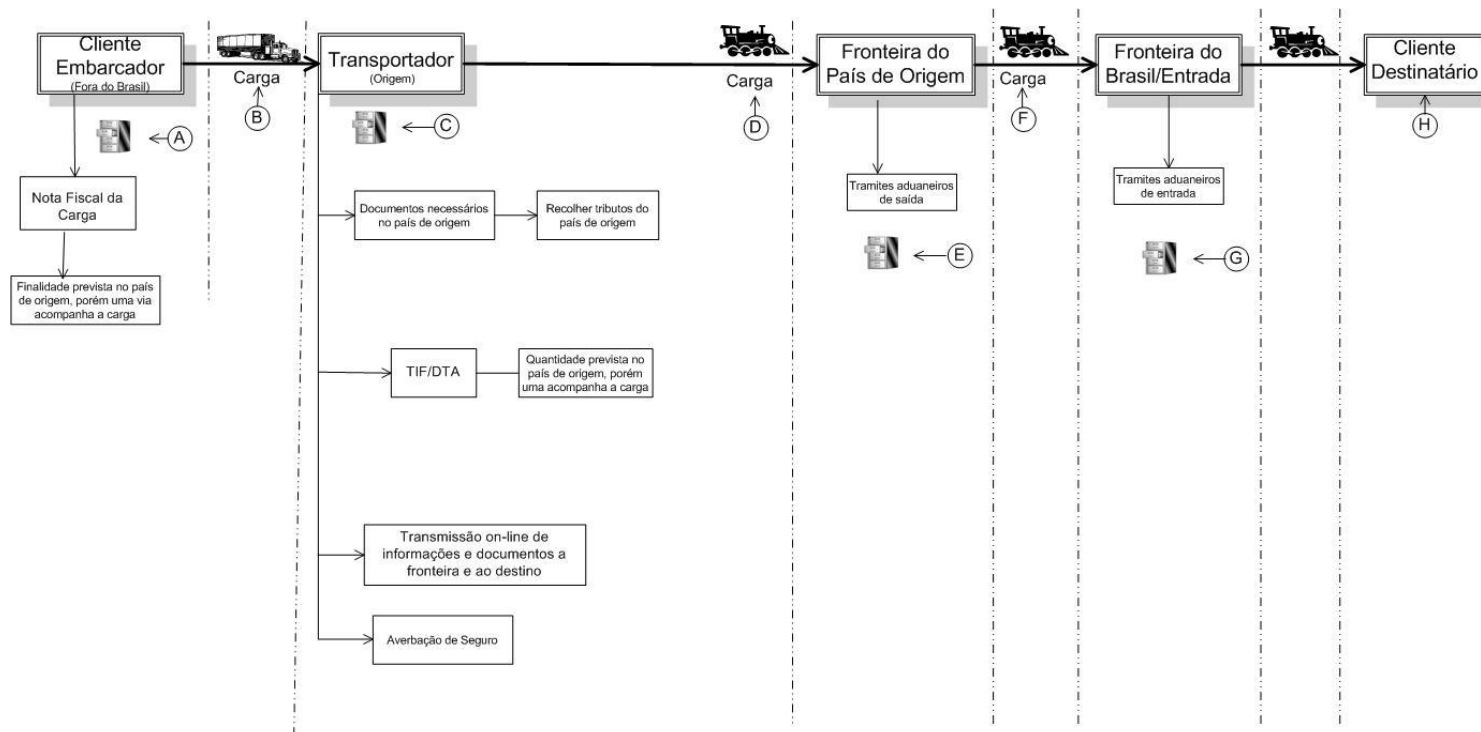 Cliente
Embarcador
(Fora do Brasil)
Carga
B
Transportador
(Origem)
Carga
D
Fronteira do
País de Origem
Carga
F
Fronteira do
Brasil/Entrada
Cliente
Destinatário
H
A
C
Nota Fiscal da
Carga
Finalidade prevista no país
de origem, porém uma via
acompanha a carga
Documentos necessários
no país de origem
Recolher tributos do
país de origem
TIF/DTA
Quantidade prevista no
país de origem, porém
uma acompanha a carga
Transmissão on-line de
informações e documentos a
fronteira e ao destino
Averbação de Seguro
Tramites aduaneiros
de saída
E
Tramites aduaneiros
de entrada
G